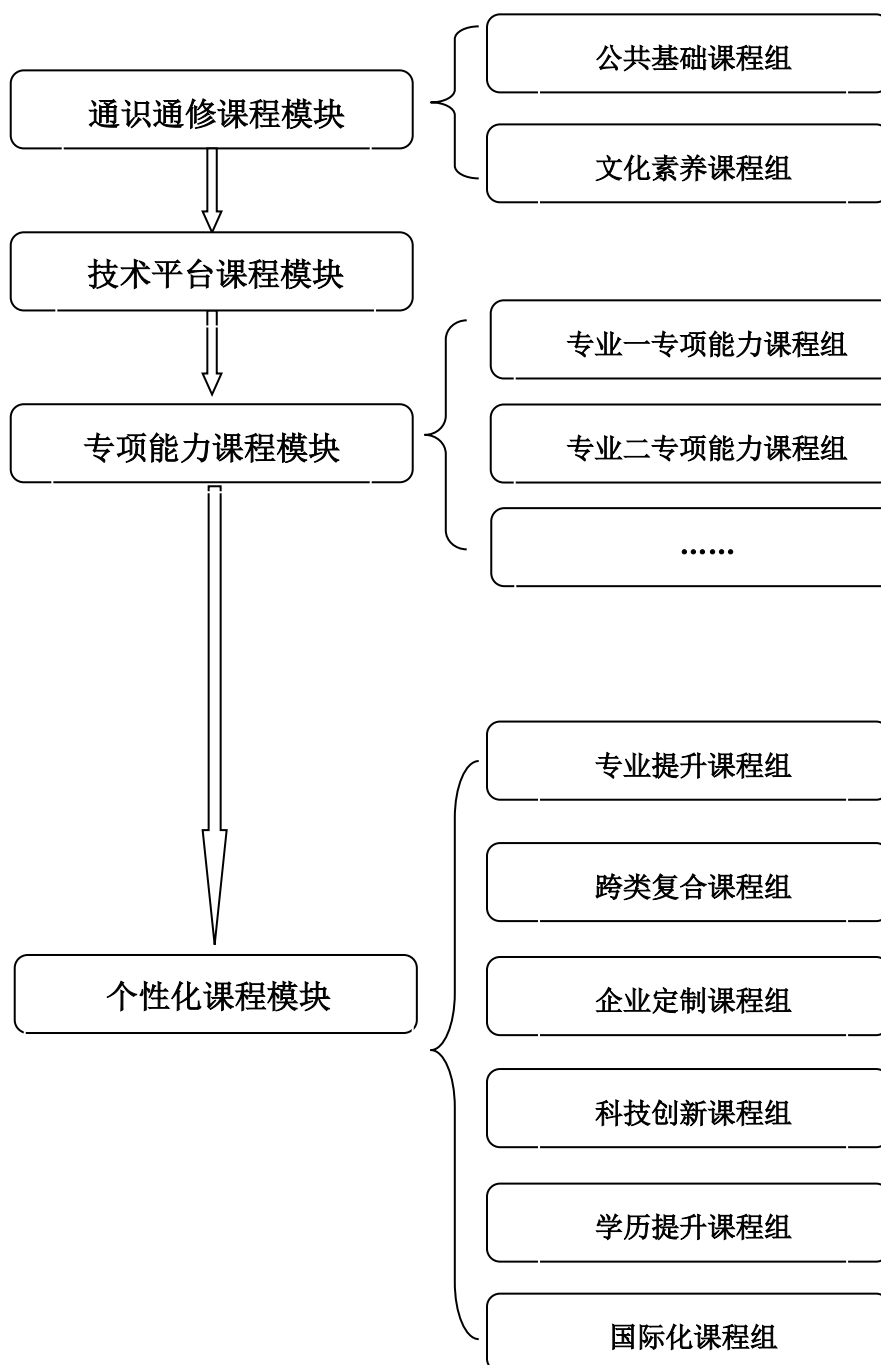 公共基础课程组
通识通修课程模块
文化素养课程组
技术平台课程模块
专业一专项能力课程组
专项能力课程模块
专业二专项能力课程组
……
专业提升课程组
跨类复合课程组
个性化课程模块
企业定制课程组
科技创新课程组
学历提升课程组
国际化课程组